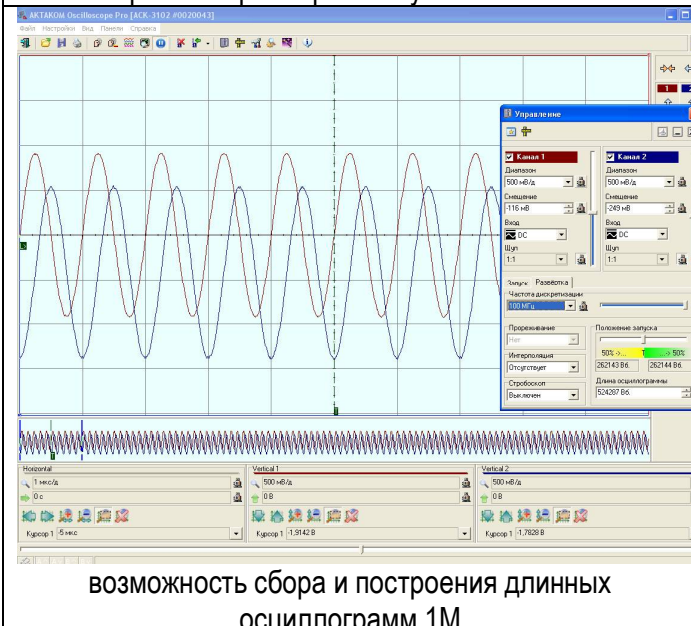 АКТАКОМ Oscilloscope Pro [АСК-3102 #0020043]
Файл Настройки Вид Панели Справка
1
Управление
Канал 1 Канал 2
Диапазон Диапазон
500 мВ/д 500 мВ/д
Смещение Смещение
-116 мВ -249 мВ
Вход Вход
DC DC
Щуп Щуп
1:1 1:1
Запуск Развёртка
Частота дискретизации
100 МГц
Прореживание Положение запуска
Нет
50% <-... T ...-> 50%
Интерполяция
Отсутствует 262143 Вб. 262144 Вб.
Стробоскоп Длина осциллограммы
Выключен 524287 Вб.
Horizontal Vertical 1 Vertical 2
1 мкс/д 500 мВ/д 500 мВ/д
0 с 0 В 0 В
Курсор 1 -5 мкс Курсор 1 -1,9142 В Курсор 1 -1,7828 В
возможность сбора и построения длинных
осциллограмм 1М